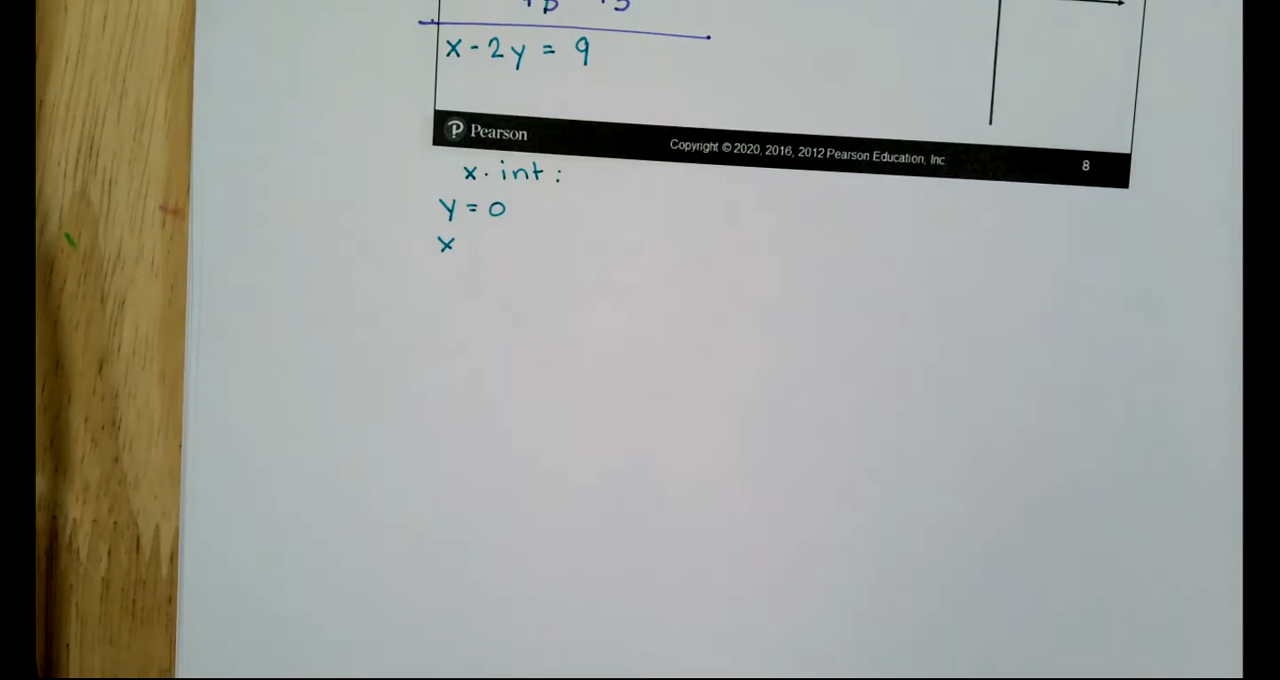 x - 2y = 9
Pearson
Copyright © 2020, 2016, 2012 Pearson Education, Inc
8
x. int :
y = 0
x